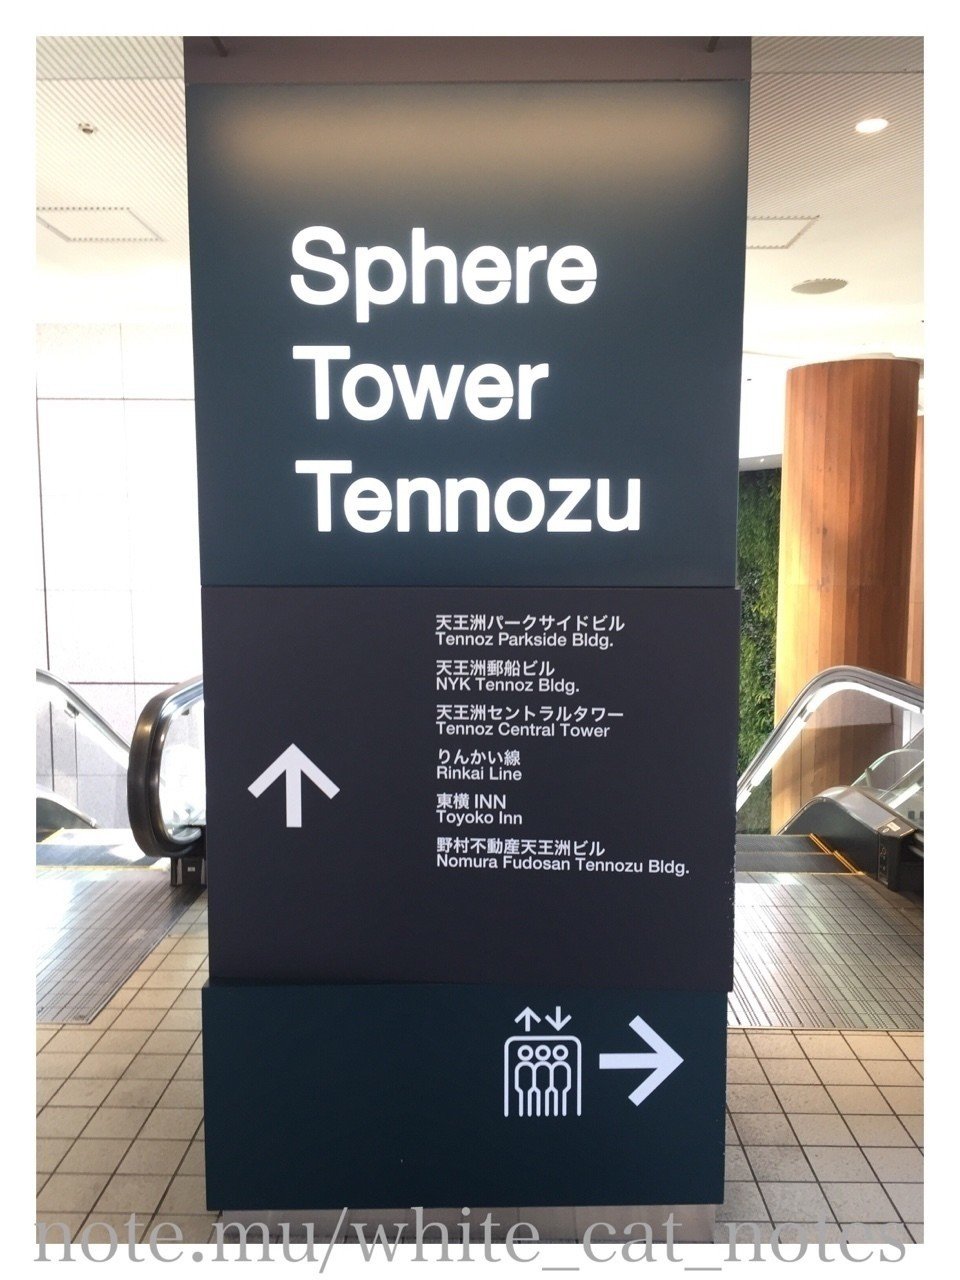 Sphere
Tower
Tennozu
天王洲パークサイドビル
Tennoz Parkside Bldg.
天王洲郵船ビル
NYK Tennoz Bldg.
天王洲セントラルタワー
Tennoz Central Tower
りんかい線
Rinkai Line
東横 INN
Toyoko Inn
野村不動産天王洲ビル
Nomura Fudosan Tennozu Bldg.
note.mu/white_cat_notes